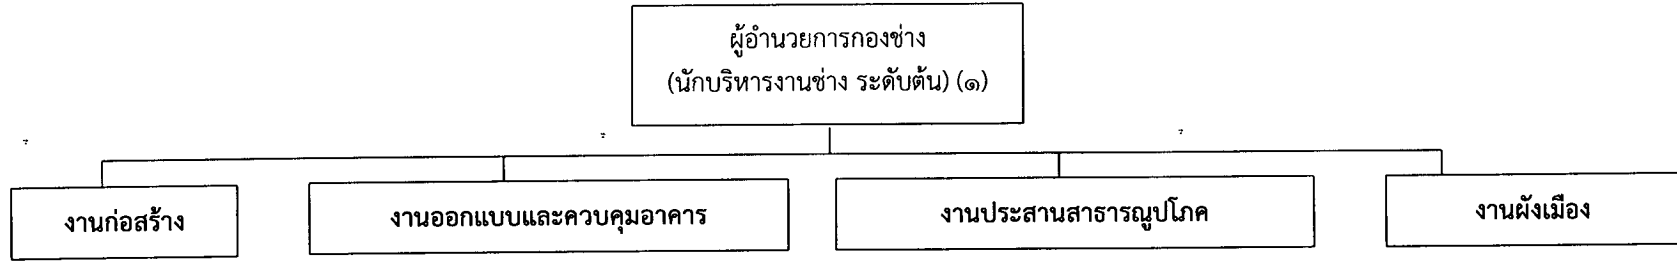 ผู้อำนวยการกองช่าง
(นักบริหารงานช่าง ระดับต้น) (๑)
งานก่อสร้าง
งานออกแบบและควบคุมอาคาร
งานประสานสาธารณูปโภค
งานผังเมือง